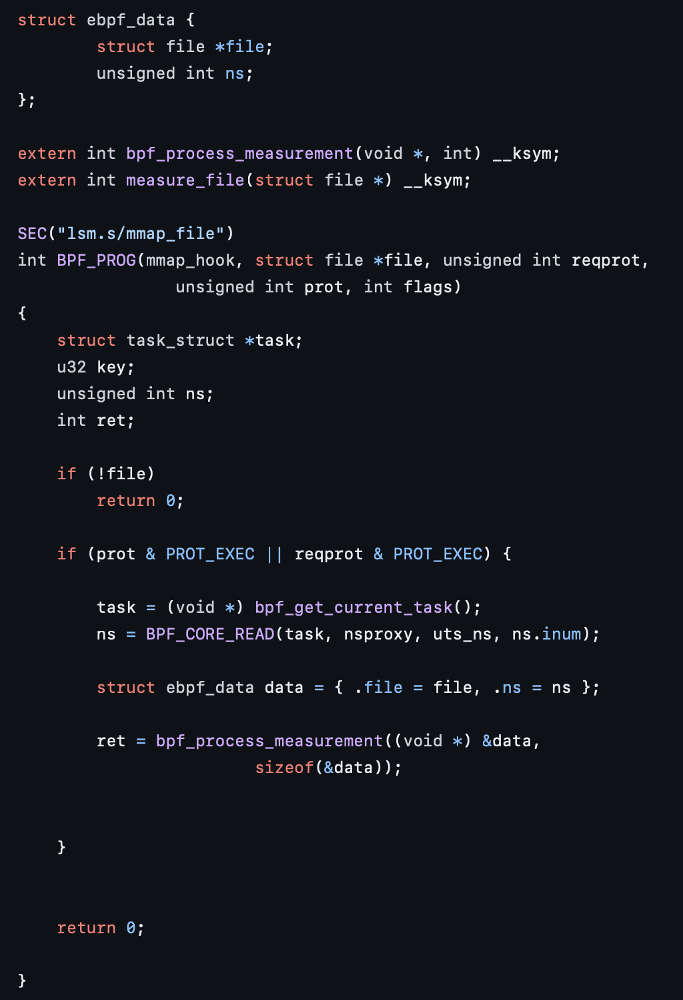 struct ebpf_data {
        struct file *file;
        unsigned int ns;
};

extern int bpf_process_measurement(void *, int) __ksym;
extern int measure_file(struct file *) __ksym;

SEC("lsm.s/mmap_file")
int BPF_PROG(mmap_hook, struct file *file, unsigned int reqprot,
                unsigned int prot, int flags)
{
    struct task_struct *task;
    u32 key;
    unsigned int ns;
    int ret;

    if (!file)
        return 0;

    if (prot & PROT_EXEC || reqprot & PROT_EXEC) {

        task = (void *) bpf_get_current_task();
        ns = BPF_CORE_READ(task, nsproxy, uts_ns, ns.inum);

        struct ebpf_data data = { .file = file, .ns = ns };

        ret = bpf_process_measurement((void *) &data,
                        sizeof(&data));

    }

    return 0;

}